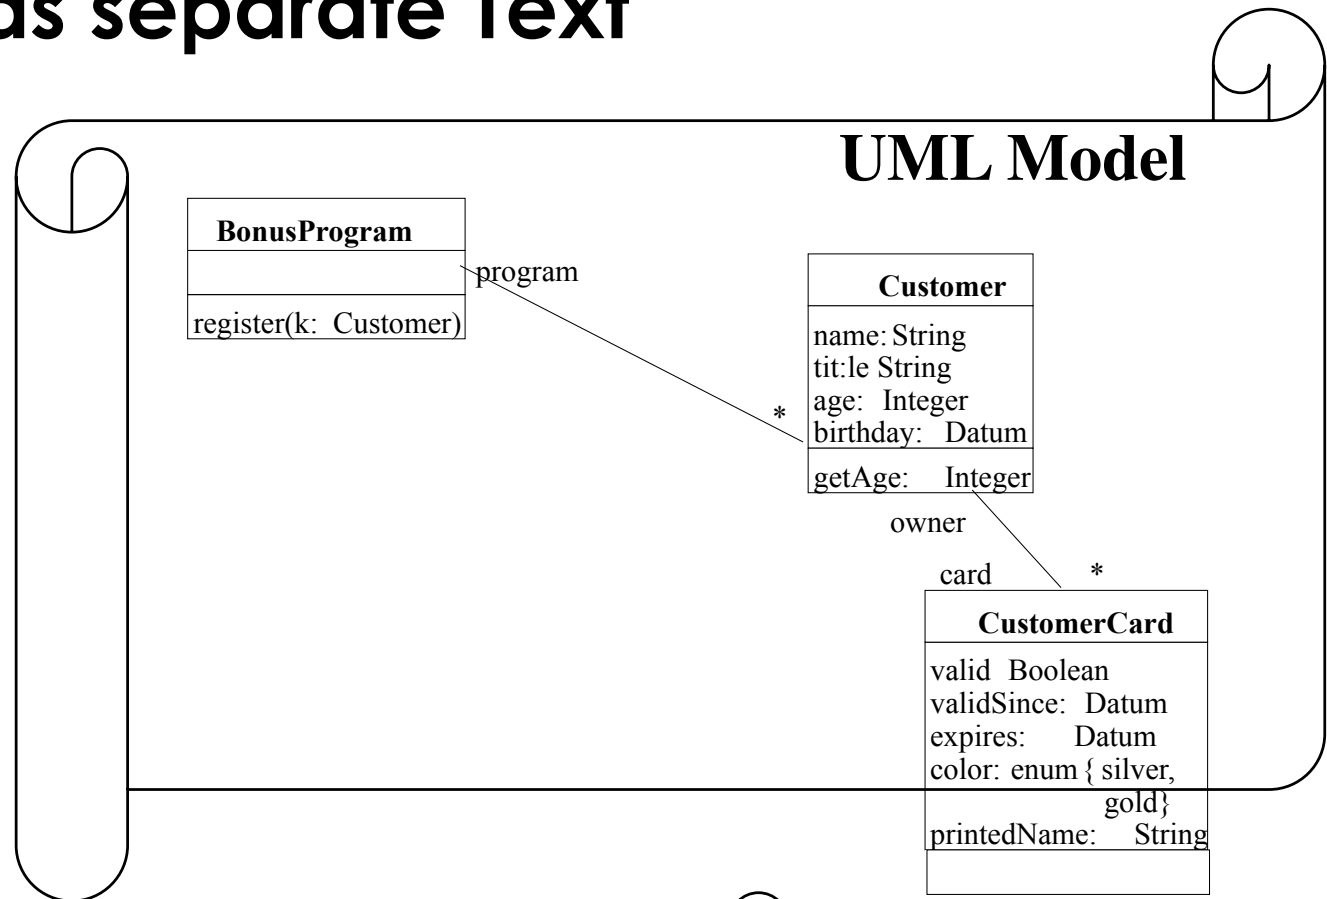 as separate Text
UML Model
BonusProgram
program
register(k: Customer)
Customer
name: String
tit:le String
age: Integer
*
birthday: Datum
getAge: Integer
owner
card *
CustomerCard
valid Boolean
validSince: Datum
expires: Datum
color: enum { silver,
gold}
printedName: String